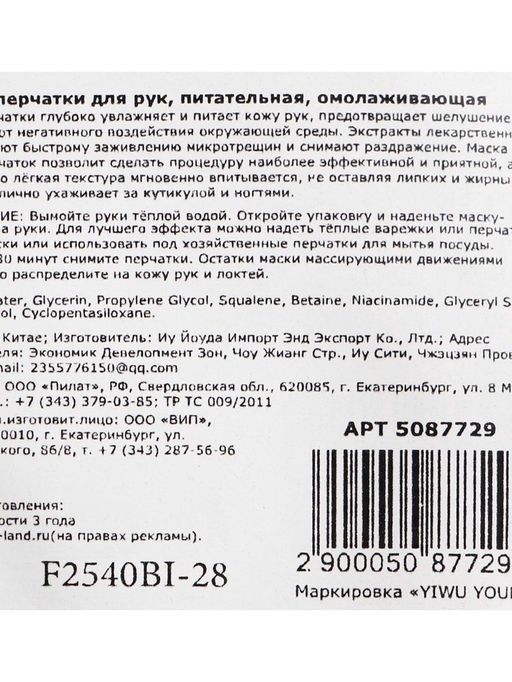 перчатки для рук, питательная, омолаживающая
чатки глубоко увлажняет и питает кожу рук, предотвращает шелушение
от негативного воздействия окружающей среды. Экстракты лекарственн
ют быстрому заживлению микротрещин и снимают раздражение. Маска
чаток позволит сделать процедуру наиболее эффективной и приятной, а
о лёгкая текстура мгновенно впитывается, не оставляя липких и жирны
лично ухаживает за кутикулой и ногтями.
ИЕ: Вымойте руки тёплой водой. Откройте упаковку и наденьте маску-
а руки. Для лучшего эффекта можно надеть тёплые варежки или перчат
ски или использовать под хозяйственные перчатки для мытья посуды.
30 минут снимите перчатки. Остатки маски массирующими движениями
о распределите на кожу рук и локтей.
ater, Glycerin, Propylene Glycol, Squalene, Betaine, Niacinamide, Glyceryl S
ol, Cyclopentasiloxane.
Китае; Изготовитель: Иу Йоуда Импорт Энд Экспорт Ко., Лтд.; Адрес
еля: Экономик Девелопмент Зон, Чоу Жианг Стр., Иу Сити, Чжэцзян Пров
mail: 2355776150@qq.com
ООО «Пилат», РФ, Свердловская обл., 620085, г. Екатеринбург, ул. 8 М
.: +7 (343) 379-03-85; ТР ТС 009/2011
.изготовит.лицо: ООО «ВИП»,
0010, г. Екатеринбург, ул.
кого, 86/8, т. +7 (343) 287-56-96
АРТ 5087729
товления:
ости 3 года
-land.ru(на правах рекламы).
F2540BI-28
2 900050 87729
Маркировка «YIWU YOU